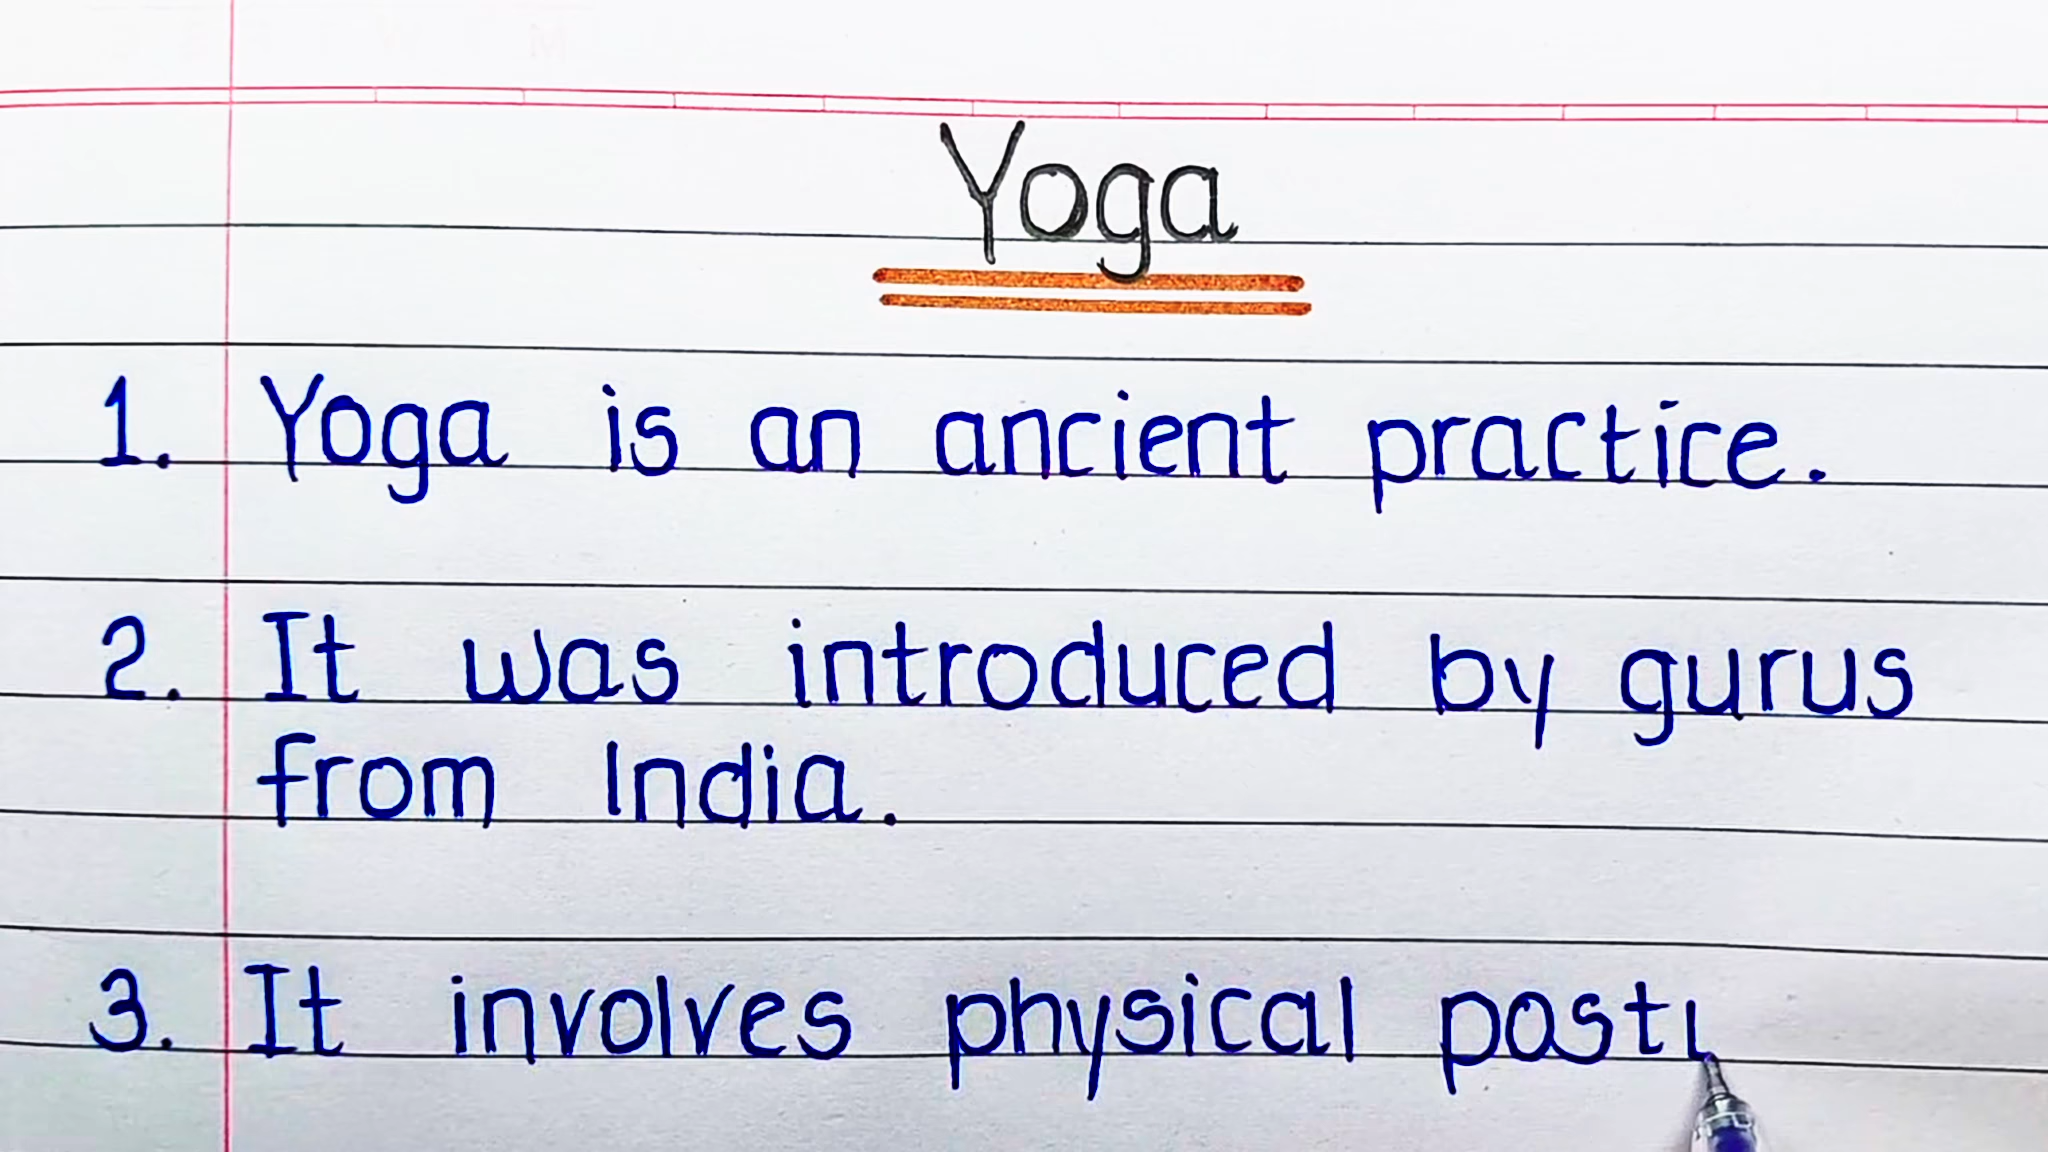 Yoga
1. Yoga is an ancient practice.
2. It was introduced by gurus
from India.
3. It involves physical